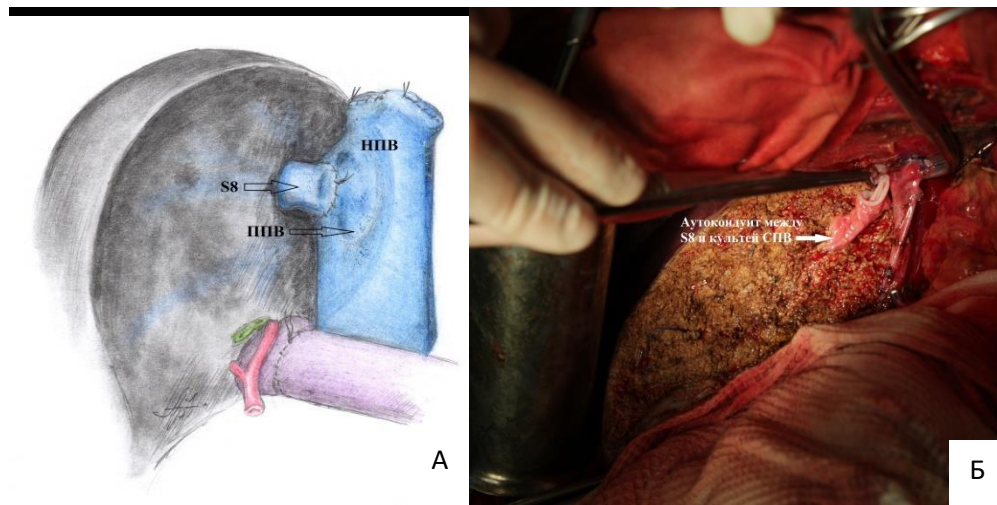 НПВ
S8
ППВ
Аутокондуит между
S8 и культей СПВ
А
Б